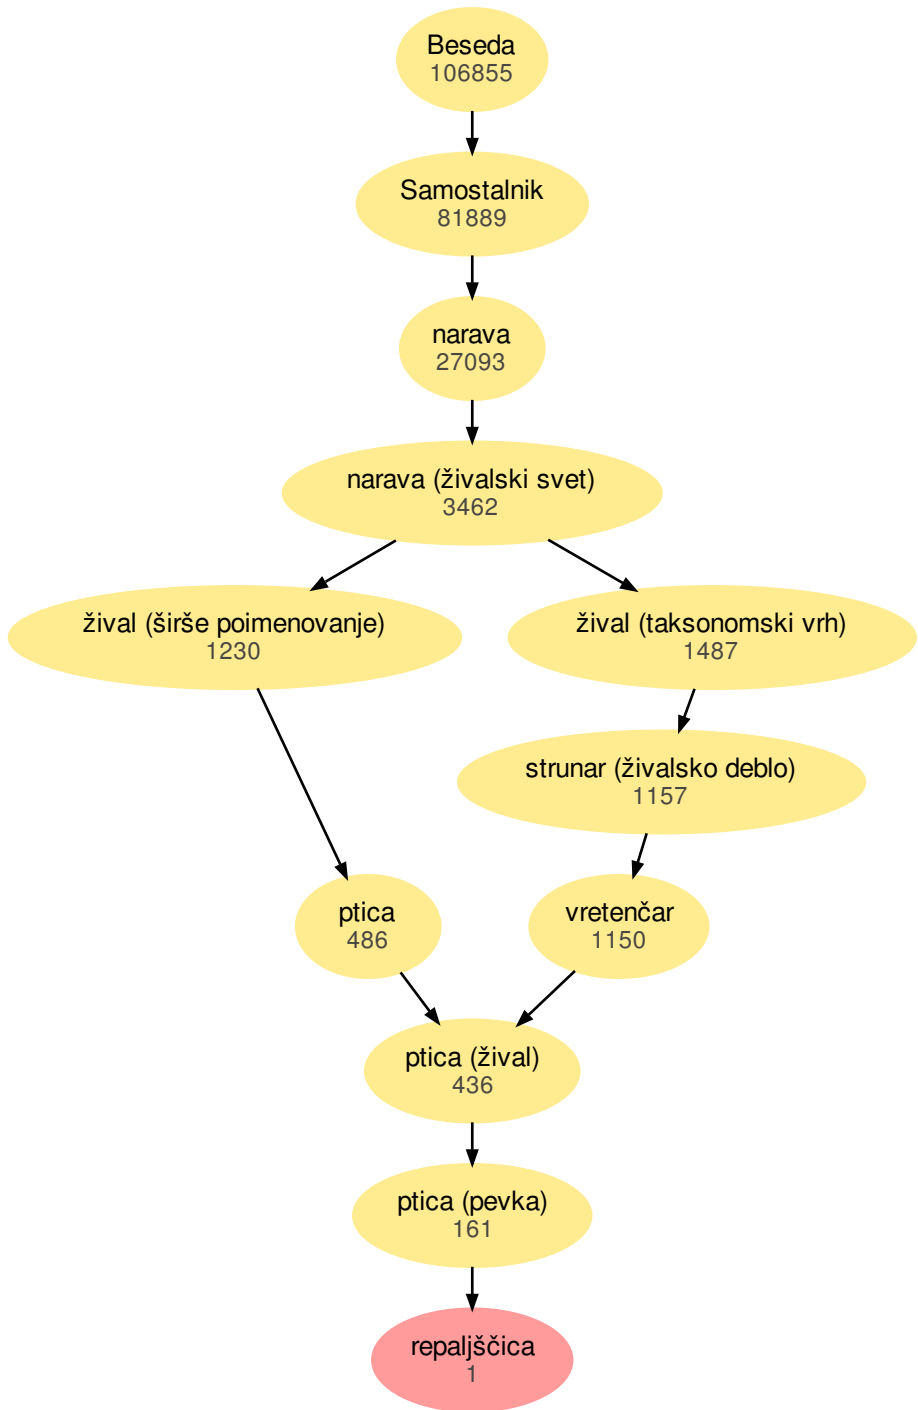 Beseda
106855
Samostalnik
81889
narava
27093
narava (živalski svet)
3462
žival (širše poimenovanje)
1230
žival (taksonomski vrh)
1487
strunar (živalsko deblo)
1157
ptica
486
vretenčar
1150
ptica (žival)
436
ptica (pevka)
161
repaljščica
1